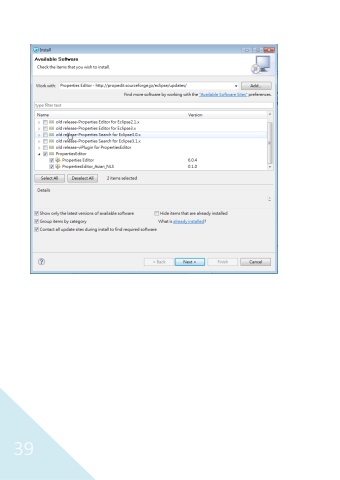 Install
Available Software
Check the items that you wish to install.
Work with: Properties Editor - http://propedit.sourceforge.jp/eclipse/updates/ Add...
Find more software by working with the "Available Software Sites" preferences.
type filter text
Name Version
old release-Properties Editor for Eclipse2.1.x
old release-Properties Editor for Eclipse3.x
old release-Properties Search for Eclipse3.0.x
old release-Properties Search for Eclipse3.1.x
old release-viPlugin for PropertiesEditor
PropertiesEditor
Properties Editor 6.0.4
PropertiesEditor_Asian_NLS 0.1.0
Select All Deselect All 2 items selected
Details
Show only the latest versions of available software Hide items that are already installed
Group items by category What is already installed?
Contact all update sites during install to find required software
? < Back Next > Finish Cancel
39